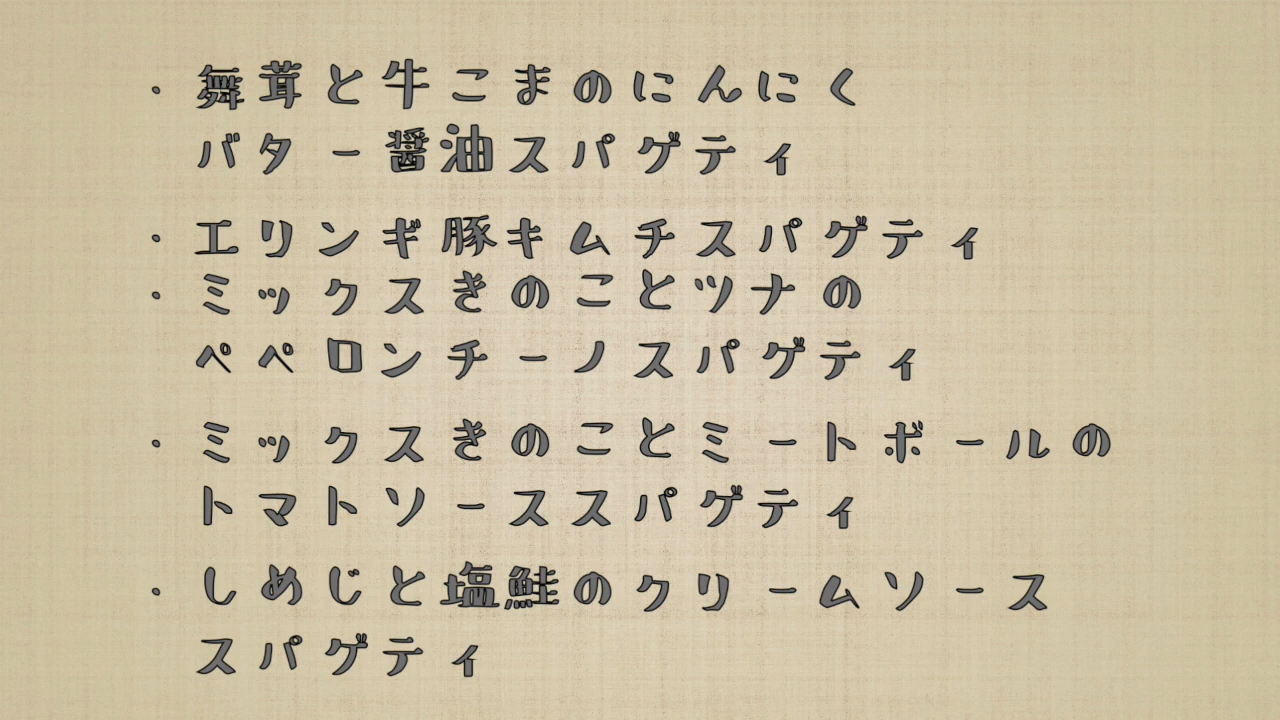 ・舞茸と牛こまのにんにく
バター醤油スパゲティ
・エリンギ豚キムチスパゲティ
・ミックスきのことツナの
ペペロンチーノスパゲティ
・ミックスきのことミートボールの
トマトソーススパゲティ
・しめじと塩鮭のクリームソース
スパゲティ